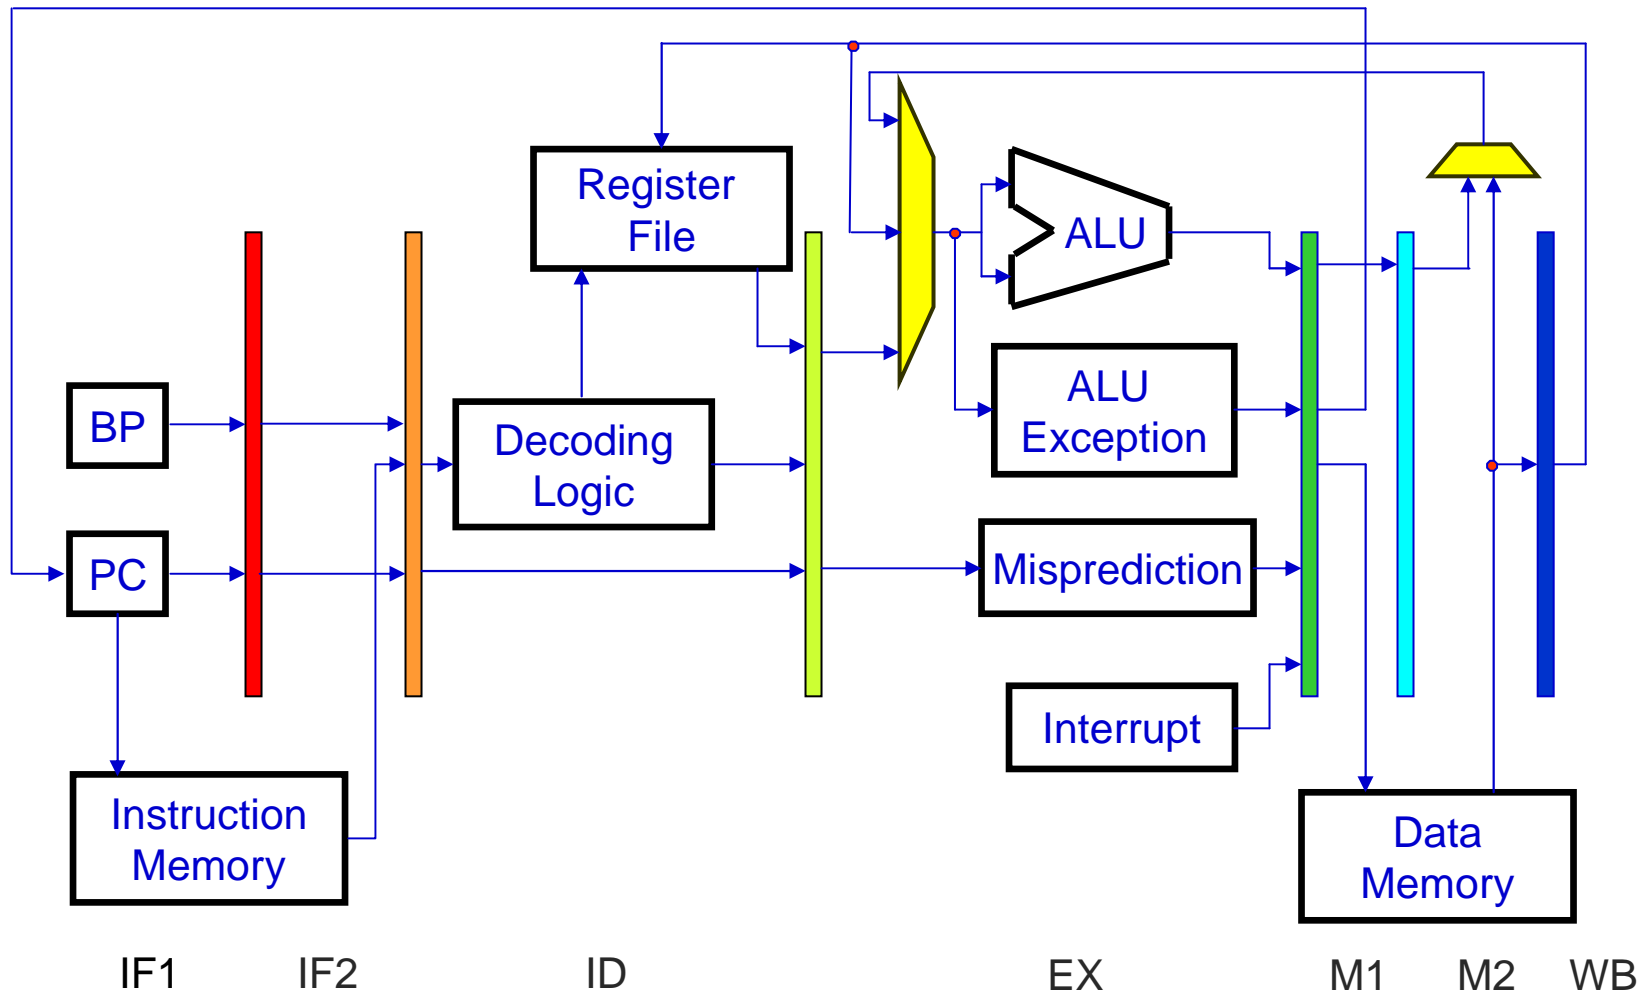 Register
File
ALU
BP
Decoding
Logic
ALU
Exception
PC
Misprediction
Interrupt
Instruction
Memory
Data
Memory
IF1
IF2
ID
EX
M1
M2
WB